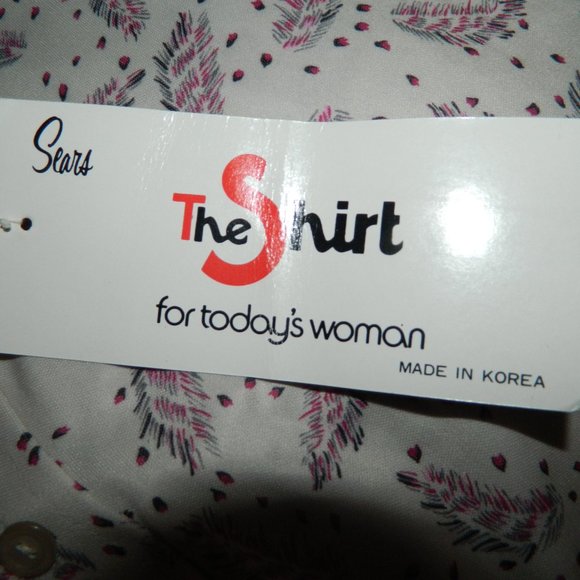 Sears
The Shirt
for today's woman
MADE IN KOREA